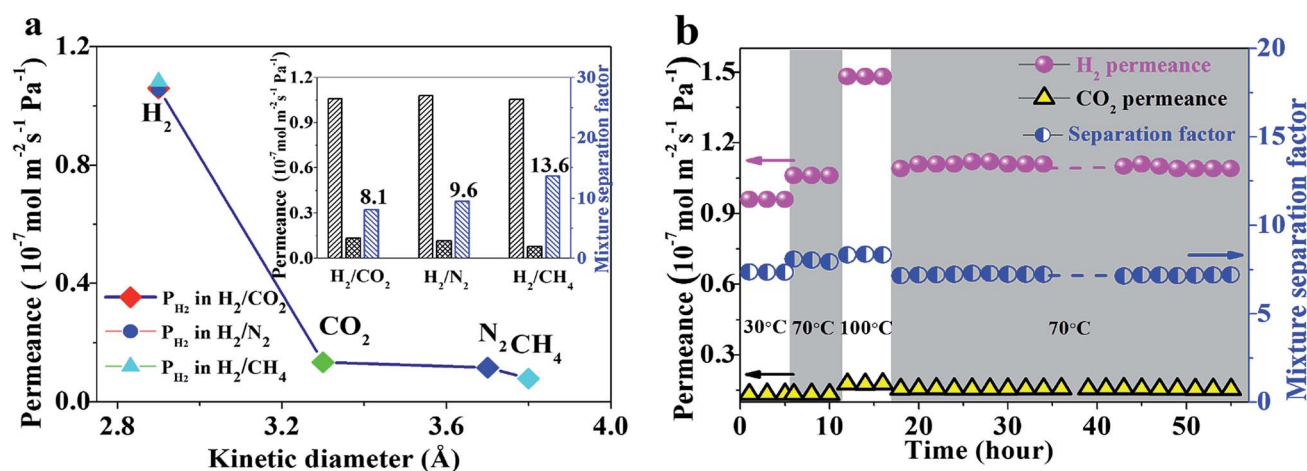 a
Permeance ( 10⁻⁷ mol m⁻² s⁻¹ Pa⁻¹)
1.2
0.8
0.4
0.0
2.8
3.2
3.6
4.0
Kinetic diameter (Å)
H₂
CO₂
N₂
CH₄
P_H2 in H₂/CO₂
P_H2 in H₂/N₂
P_H2 in H₂/CH₄
Permeance (10⁻⁷ mol m⁻² s⁻¹ Pa⁻¹)
1.2
0.9
0.6
0.3
0.0
8.1
9.6
13.6
H₂/CO₂
H₂/N₂
H₂/CH₄
30
20
10
0
Mixture separation factor
b
Permeance (10⁻⁷ mol m⁻² s⁻¹ Pa⁻¹)
1.5
1.2
0.9
0.6
0.3
H₂ permeance
CO₂ permeance
Separation factor
30°C
70°C
100°C
70°C
0
10
20
30
40
50
Time (hour)
20
15
10
5
0
Mixture separation factor